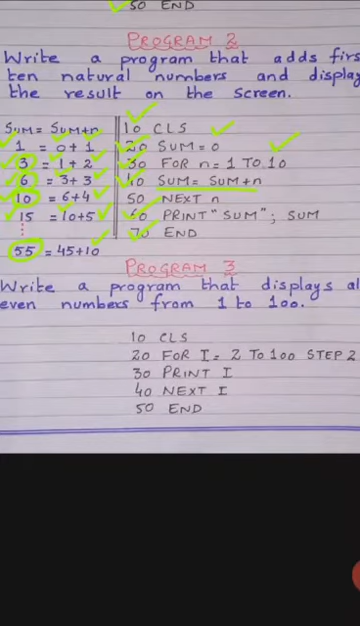 50 END
PROGRAM 2
Write a program that adds firs
ten natural numbers and display
the result on the screen.
SUM = SUM+n
1 = 0+1
3 = 1+2
6 = 3+3
10 = 6+4
15 = 10+5
55 = 45+10
10 CLS
20 SUM=0
30 FOR n=1 TO 10
40 SUM=SUM+n
50 NEXT n
60 PRINT "SUM"; SUM
70 END
PROGRAM 3
Write a program that displays al
even numbers from 1 to 100.
10 CLS
20 FOR I= 2 TO 100 STEP 2
30 PRINT I
40 NEXT I
50 END